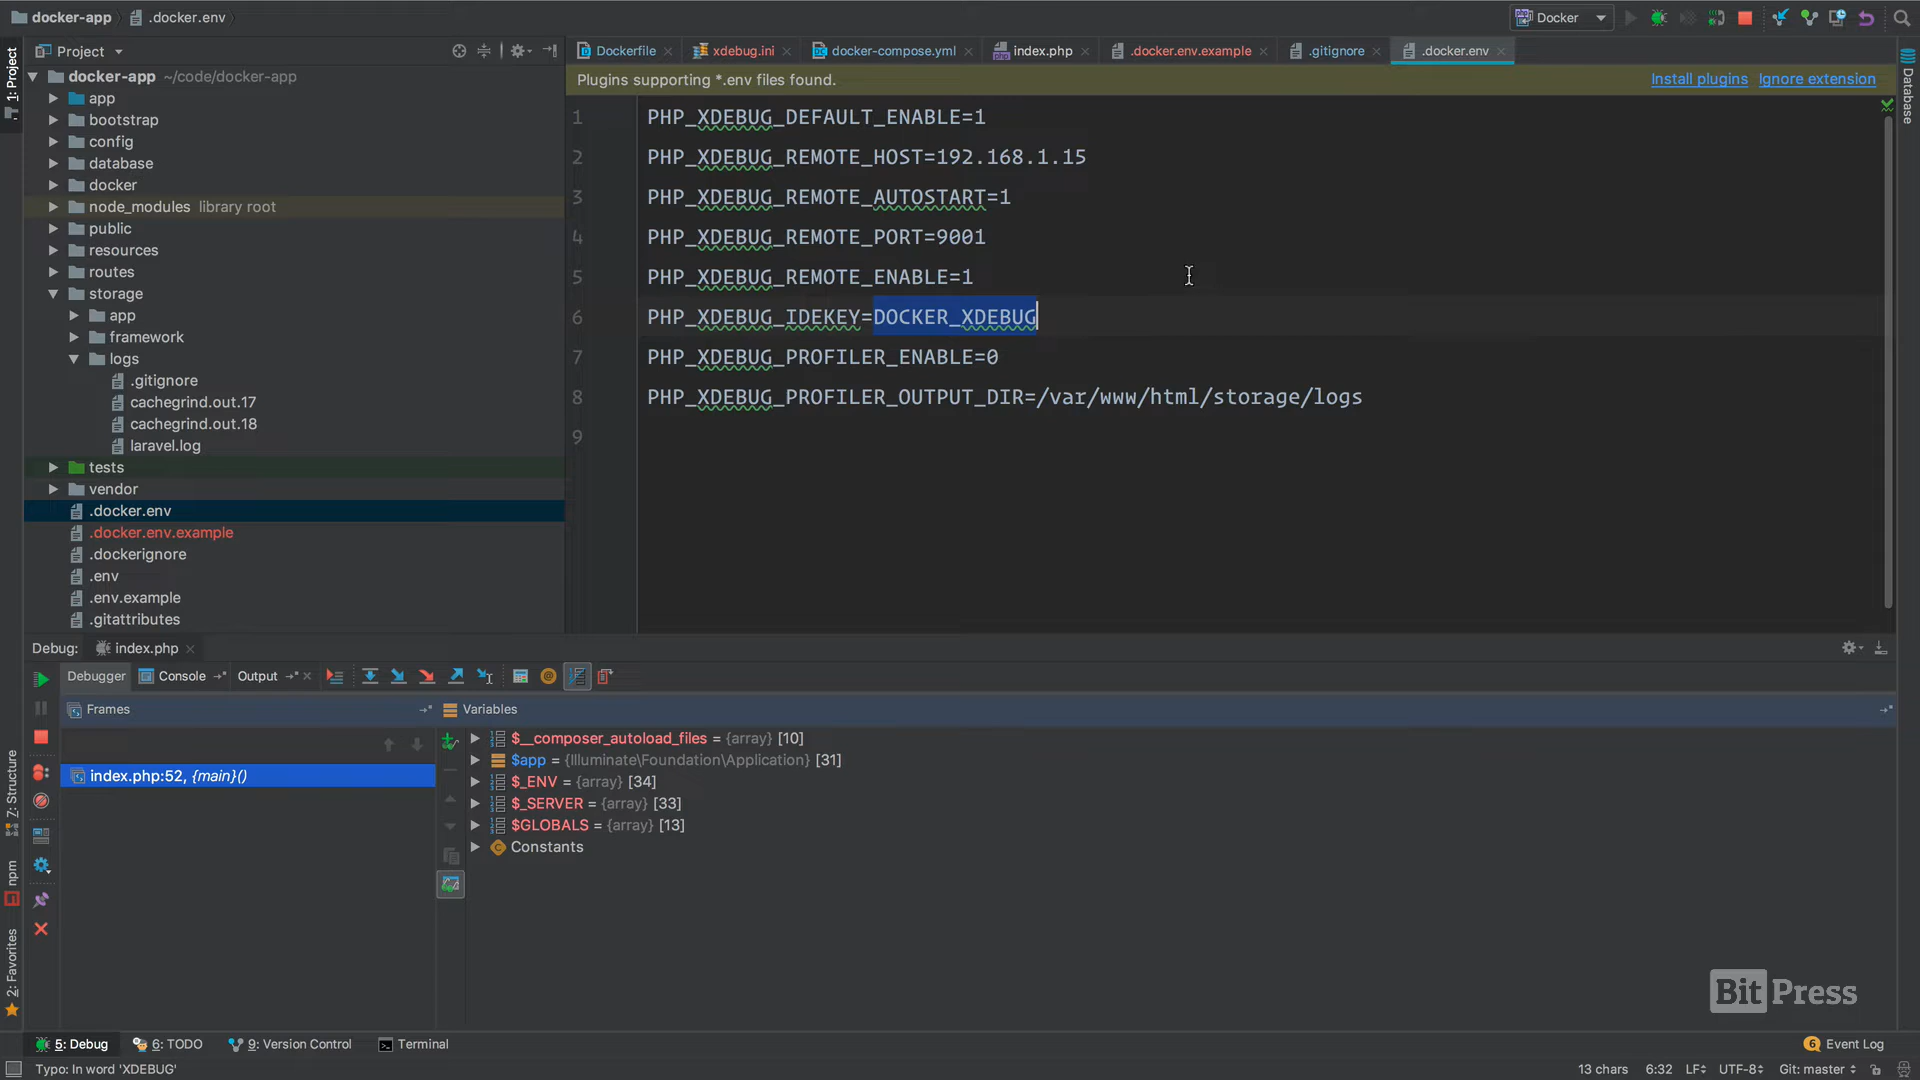 docker-app
.docker.env
Docker
1: Project
Project
Dockerfile
xdebug.ini
docker-compose.yml
index.php
.docker.env.example
.gitignore
.docker.env
Database
docker-app ~/code/docker-app
Plugins supporting *.env files found.
Install plugins
Ignore extension
app
bootstrap
config
database
docker
node_modules library root
public
resources
routes
storage
app
framework
logs
.gitignore
cachegrind.out.17
cachegrind.out.18
laravel.log
tests
vendor
.docker.env
.docker.env.example
.dockerignore
.env
.env.example
.gitattributes
1 PHP_XDEBUG_DEFAULT_ENABLE=1
2 PHP_XDEBUG_REMOTE_HOST=192.168.1.15
3 PHP_XDEBUG_REMOTE_AUTOSTART=1
4 PHP_XDEBUG_REMOTE_PORT=9001
5 PHP_XDEBUG_REMOTE_ENABLE=1
6 PHP_XDEBUG_IDEKEY=DOCKER_XDEBUG
7 PHP_XDEBUG_PROFILER_ENABLE=0
8 PHP_XDEBUG_PROFILER_OUTPUT_DIR=/var/www/html/storage/logs
9
Debug:
index.php
Debugger
Console
Output
Frames
Variables
index.php:52, {main}()
$__composer_autoload_files = {array} [10]
$app = {Illuminate\Foundation\Application} [31]
$_ENV = {array} [34]
$_SERVER = {array} [33]
$GLOBALS = {array} [13]
Constants
Z: Structure
npm
2: Favorites
Bit Press
5: Debug
6: TODO
9: Version Control
Terminal
6 Event Log
Typo: In word 'XDEBUG'
13 chars
6:32
LF
UTF-8
Git: master